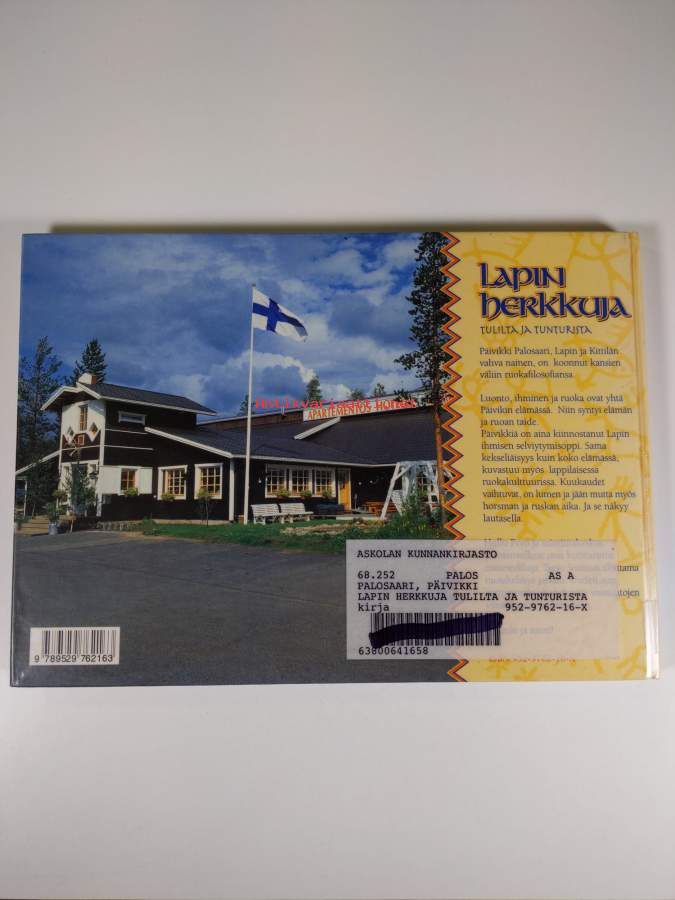 LAPIN
HERKKUJA
TULILTA JA TUNTURISTA
Päivikki Palosaari, Lapin ja Kittilän
vahva nainen, on koonnut kansien
väliin ruokafilosofiansa.
Luonto, ihminen ja ruoka ovat yhtä
Päivikin elämässä. Niin syntyi elämän
ja ruoan taide.
Päivikkiä on aina kiinnostanut Lapin
ihmisen selviytymisoppi. Sama
kekseliäisyys kuin koko elämässä,
kuvastuu myös lappilaisessa
ruokakulttuurissa. Kuukaudet
vaihtuvat, on lumen ja jään mutta myös
horsman ja ruskan aika. Ja se näkyy
lautasella.
APARTEMENTOS HONKA
ASKOLAN KUNNANKIRJASTO
68.252 PALOS AS A
PALOSAARI, PÄIVIKKI
LAPIN HERKKUJA TULILTA JA TUNTURISTA
kirja 952-9762-16-X
63800641658
9 789529 762163